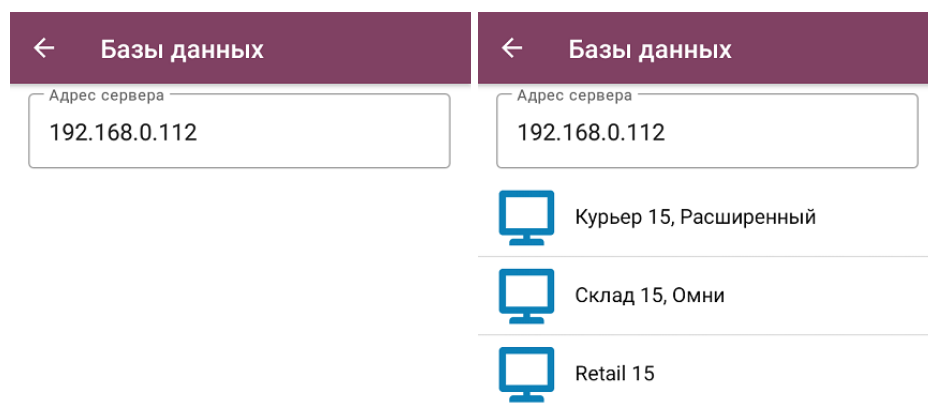 Базы данных
Адрес сервера
192.168.0.112
Базы данных
Адрес сервера
192.168.0.112
Курьер 15, Расширенный
Склад 15, Омни
Retail 15